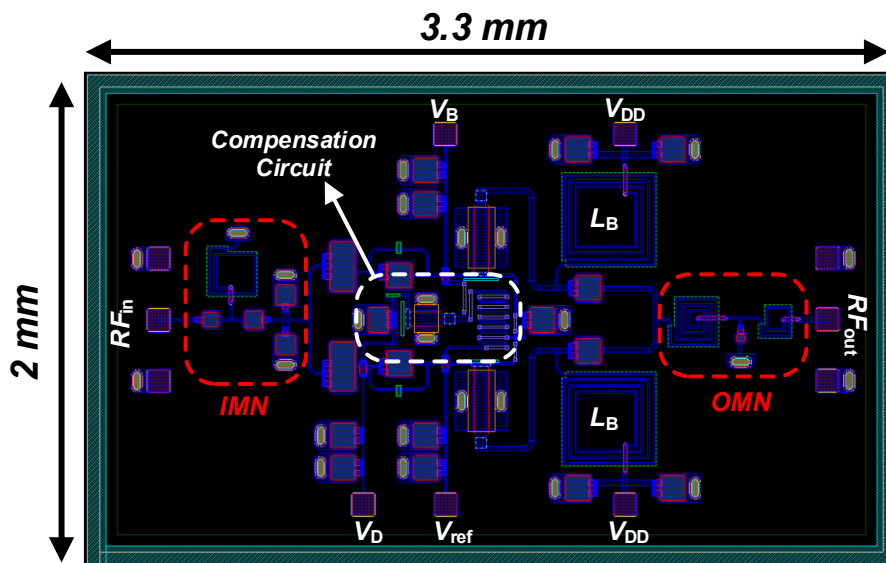 3.3 mm
2 mm
Compensation
Circuit
VB
VDD
LB
RFin
RFout
IMN
OMN
LB
VD
Vref
VDD